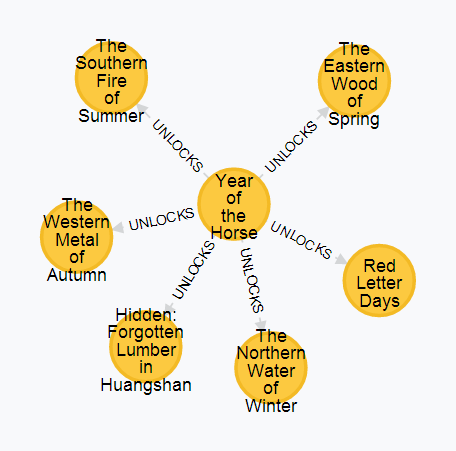 The
Southern
Fire
of
Summer
The
Eastern
Wood
of
Spring
UNLOCKS
UNLOCKS
Year
of
the
Horse
The
Western
Metal
of
Autumn
UNLOCKS
UNLOCKS
UNLOCKS
UNLOCKS
Red
Letter
Days
Hidden:
Forgotten
Lumber
in
Huangshan
The
Northern
Water
of
Winter